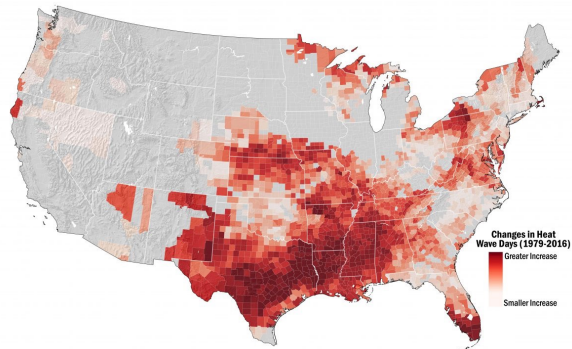 Changes in Heat
Wave Days (1979-2016)
Greater Increase
Smaller Increase